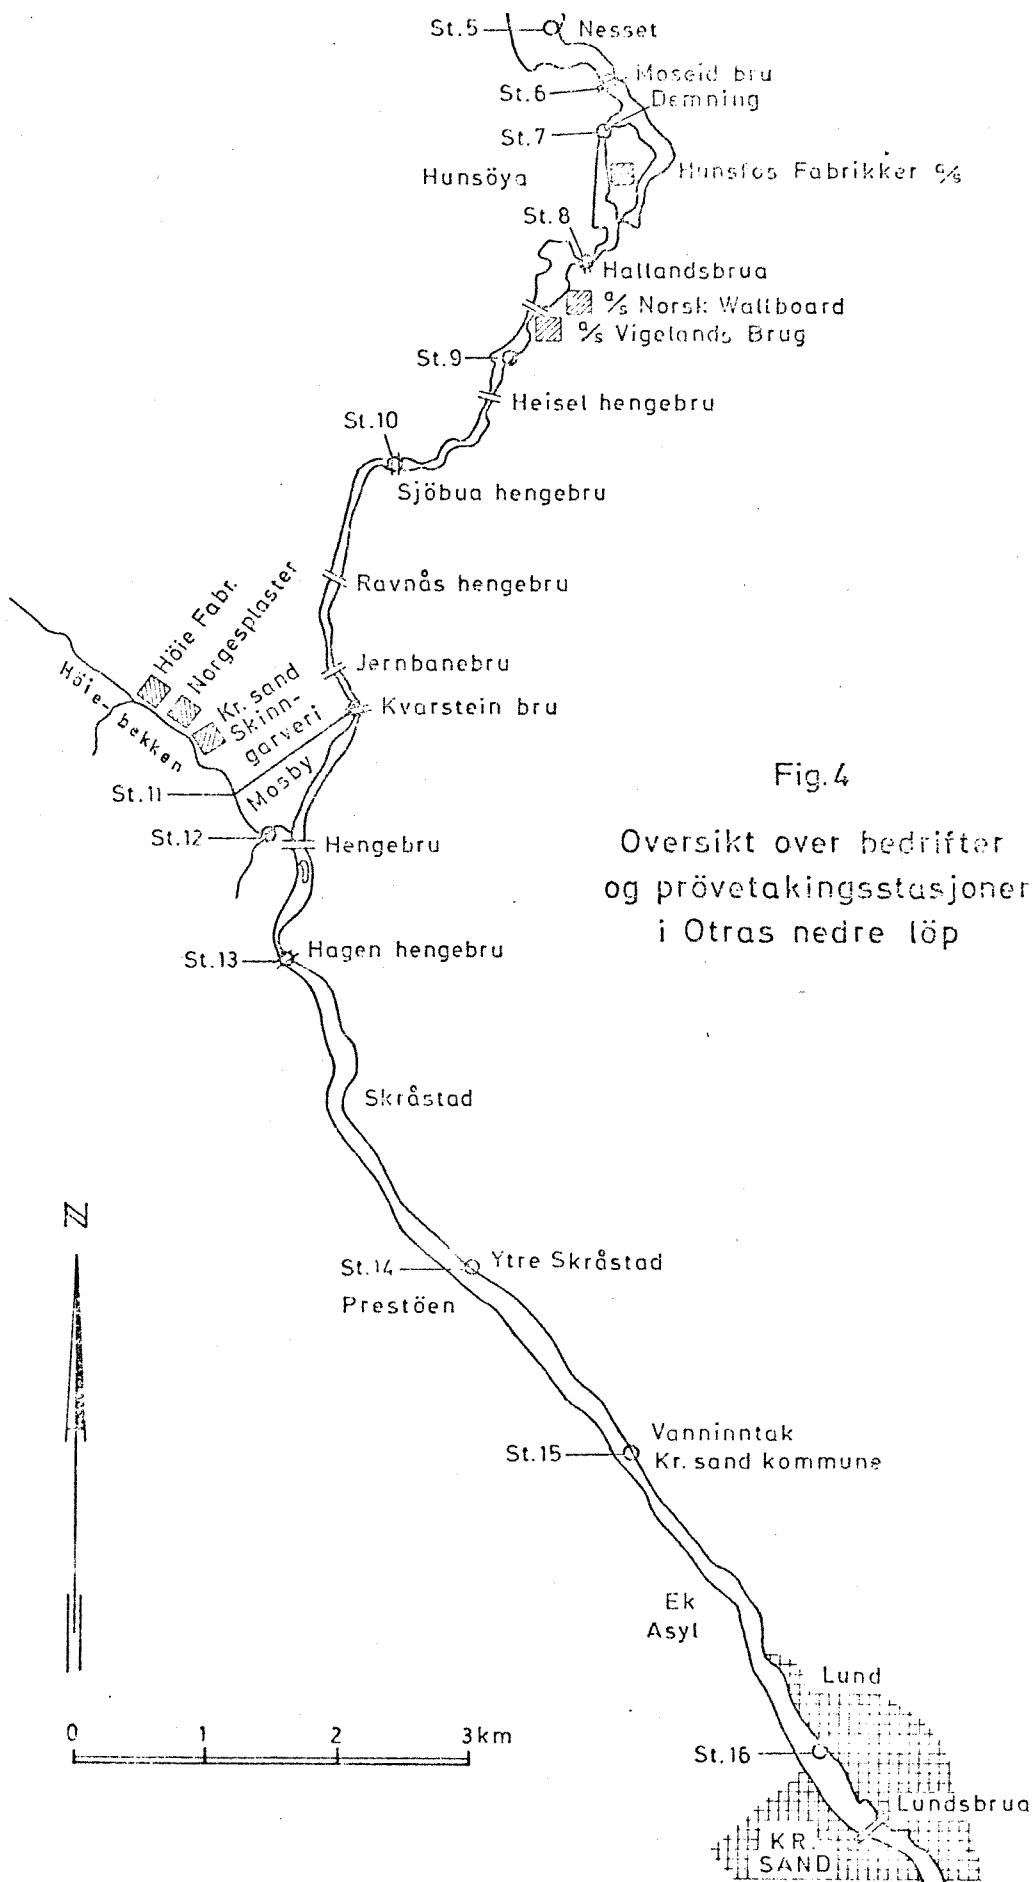 St.5
Nesset
Moseid bru
St.6
Demning
St.7
Hunsöya
Hunsfos Fabrikker a/s
St.8
Hallandsbrua
a/s Norsk Wallboard
a/s Vigelands Brug
St.9
Heisel hengebru
St.10
Sjöbua hengebru
Ravnås hengebru
Höie Fabr.
Norgesplaster
Kr. sand
Skinn-
garveri
Höie-
bekken
Jernbanebru
Kvarstein bru
Mosby
St.11
St.12
Hengebru
Fig. 4
Oversikt over bedrifter
og prövetakingsstasjoner
i Otras nedre löp
St.13
Hagen hengebru
Skråstad
N
St.14
Ytre Skråstad
Prestöen
Vanninntak
Kr. sand kommune
St.15
Ek
Asyl
Lund
0 1 2 3 km
St.16
Lundsbrua
KR.
SAND